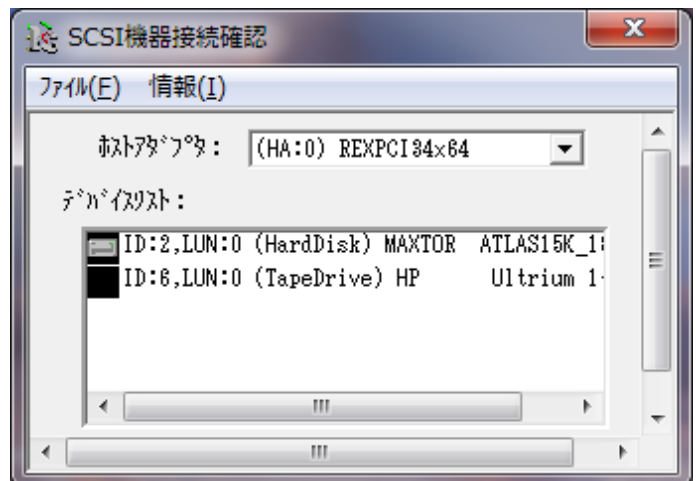 SCSI機器接続確認
ﾌｧｲﾙ(F) 情報(I)
ﾎｽﾄｱﾀﾞﾌﾟﾀ: (HA:0) REXPCI34x64
ﾃﾞﾊﾞｲｽﾘｽﾄ:
ID:2,LUN:0 (HardDisk) MAXTOR ATLAS15K_1
ID:6,LUN:0 (TapeDrive) HP Ultrium 1-